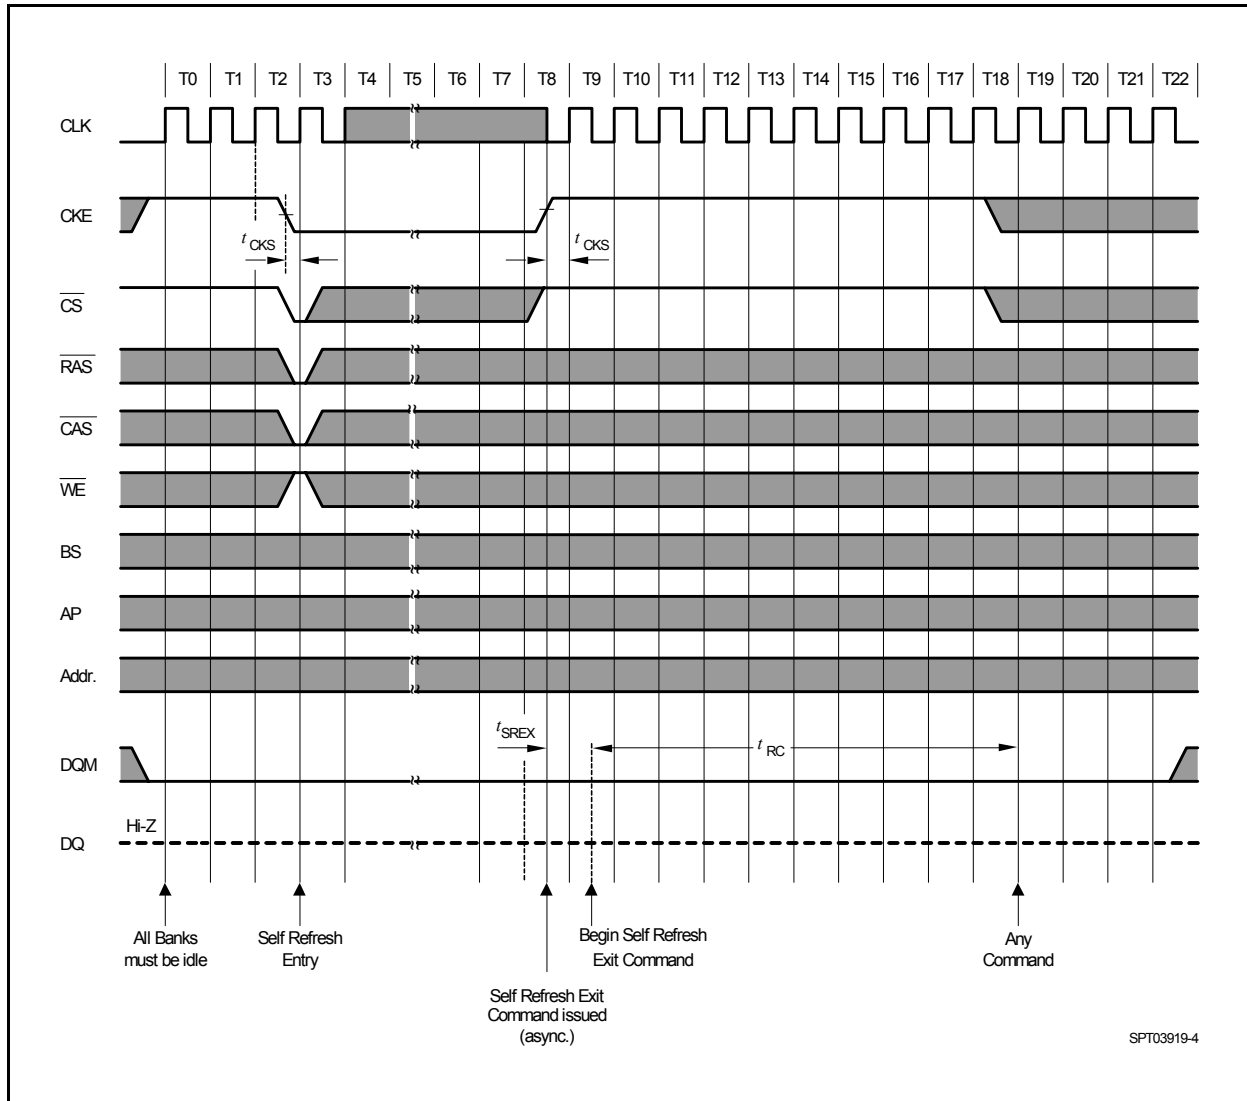 T0 T1 T2 T3 T4 T5 T6 T7 T8 T9 T10 T11 T12 T13 T14 T15 T16 T17 T18 T19 T20 T21 T22
CLK
CKE
t CKS
t CKS
CS
RAS
CAS
WE
BS
AP
Addr.
t SREX
t RC
DQM
Hi-Z
DQ
All Banks
must be idle
Self Refresh
Entry
Begin Self Refresh
Exit Command
Any
Command
Self Refresh Exit
Command issued
(async.)
SPT03919-4